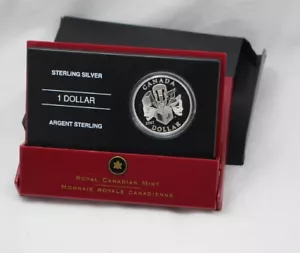 STERLING SILVER
1 DOLLAR
ARGENT STERLING
CANADA
DOLLAR
ROYAL CANADIAN MINT
MONNAIE ROYALE CANADIENNE